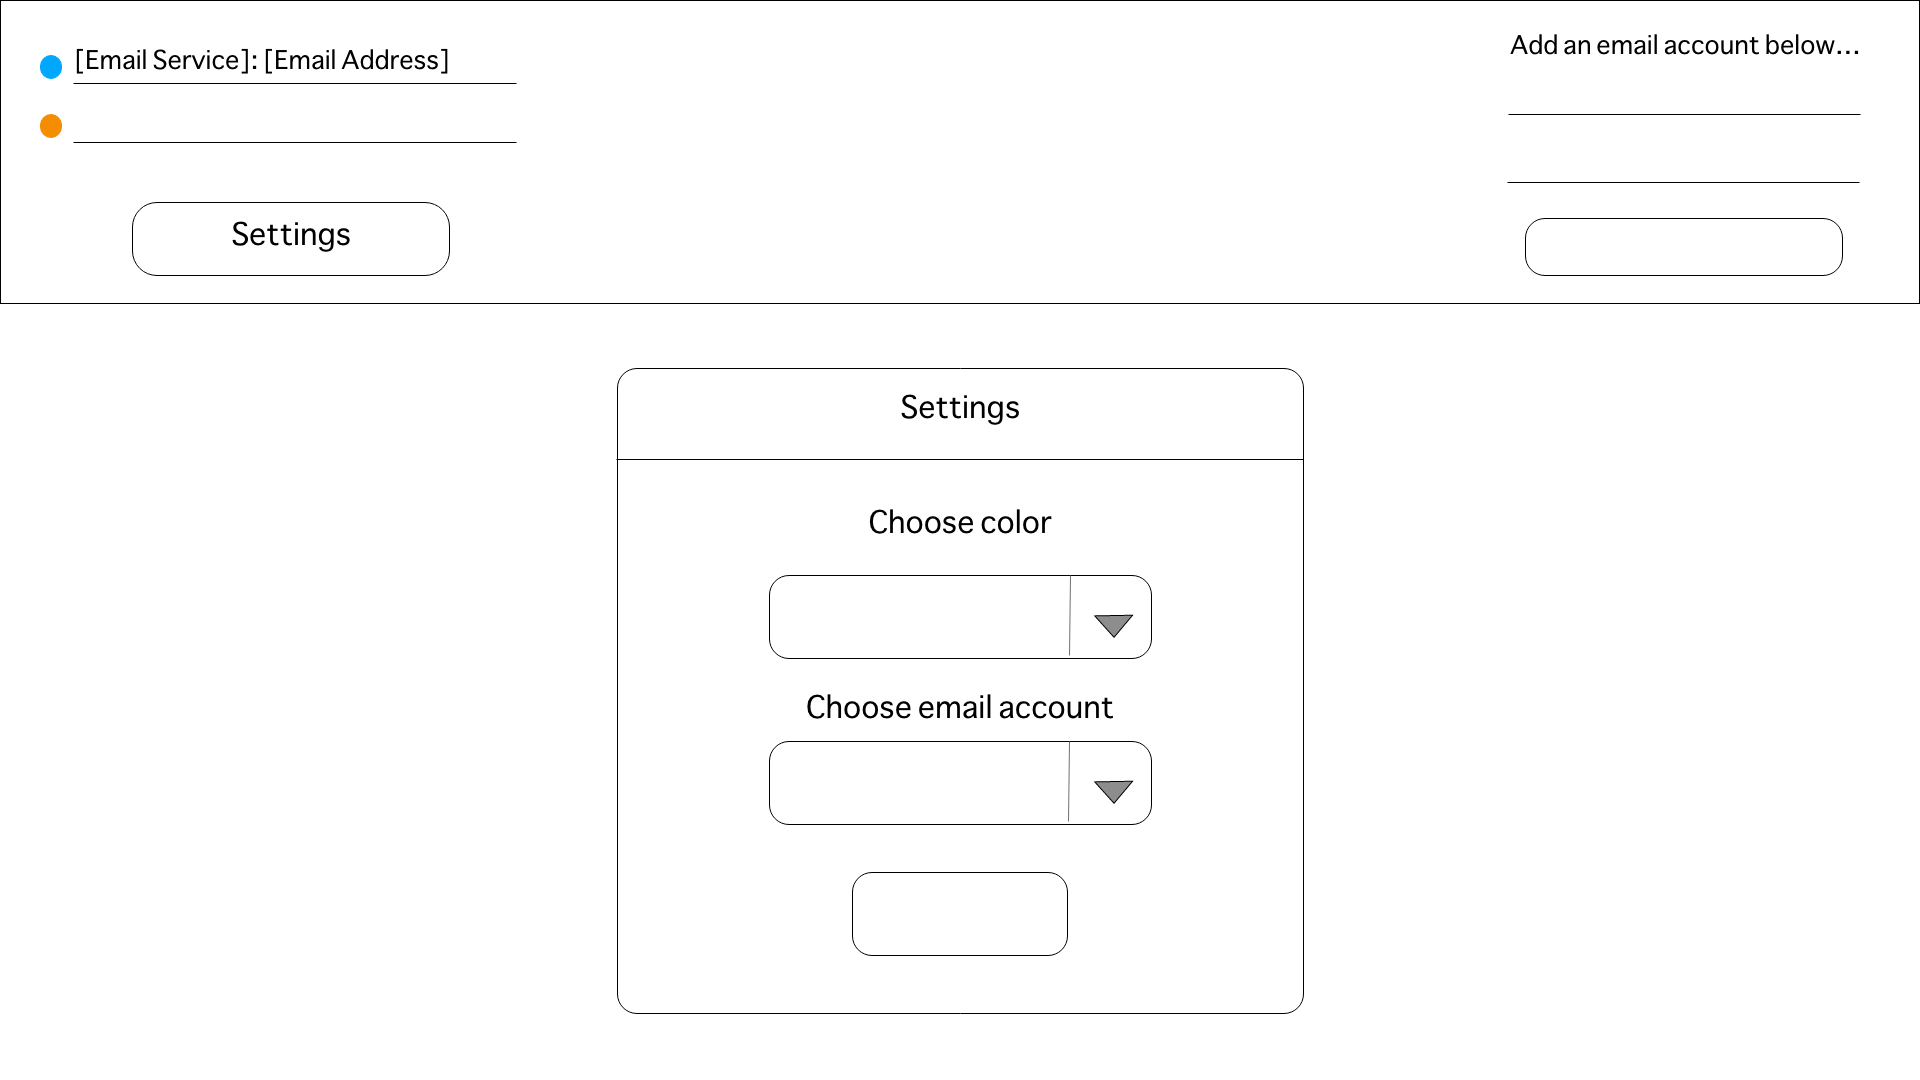 [Email Service]: [Email Address]
Add an email account below...
Settings
Settings
Choose color
Choose email account